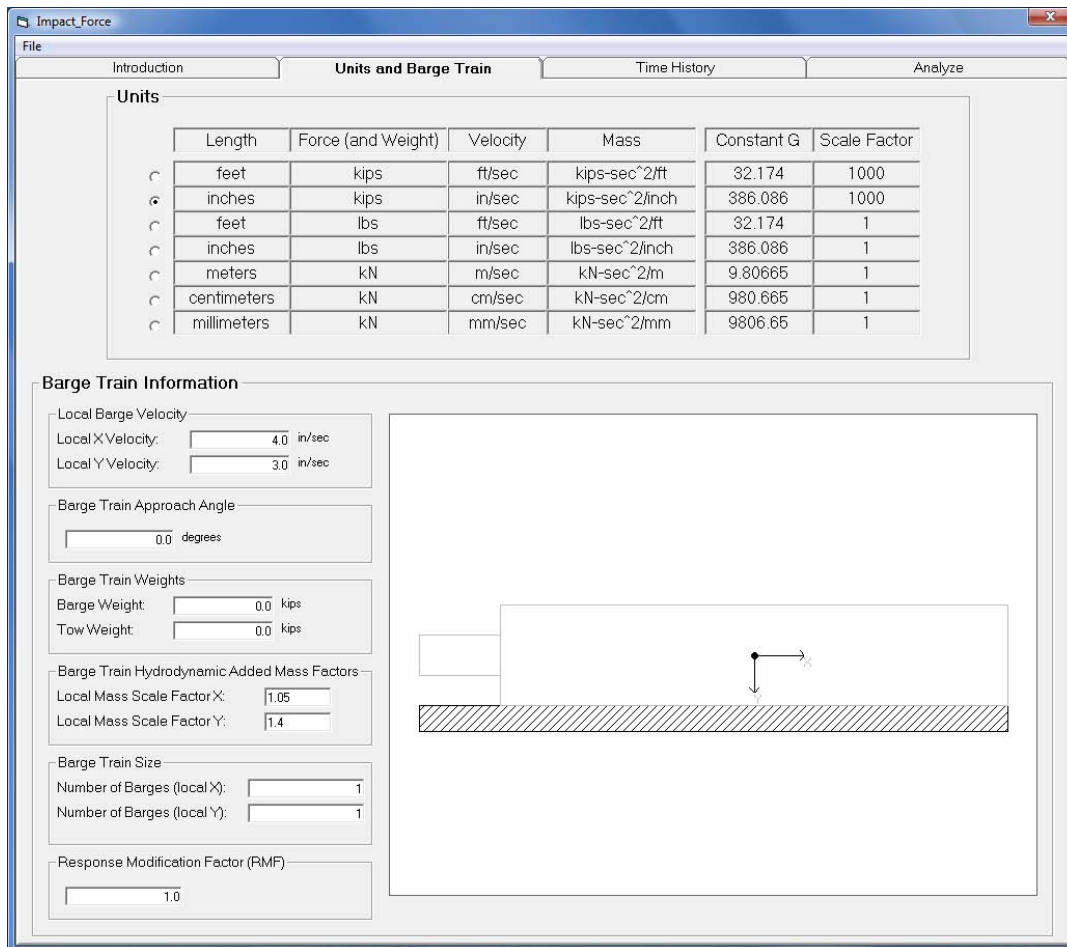 Impact_Force
File
Introduction Units and Barge Train Time History Analyze
Units
Length Force (and Weight) Velocity Mass Constant G Scale Factor
feet kips ft/sec kips-sec^2/ft 32.174 1000
inches kips in/sec kips-sec^2/inch 386.086 1000
feet lbs ft/sec lbs-sec^2/ft 32.174 1
inches lbs in/sec lbs-sec^2/inch 386.086 1
meters kN m/sec kN-sec^2/m 9.80665 1
centimeters kN cm/sec kN-sec^2/cm 980.665 1
millimeters kN mm/sec kN-sec^2/mm 9806.65 1
Barge Train Information
Local Barge Velocity
Local X Velocity: 4.0 in/sec
Local Y Velocity: 3.0 in/sec
Barge Train Approach Angle
0.0 degrees
Barge Train Weights
Barge Weight: 0.0 kips
Tow Weight: 0.0 kips
Barge Train Hydrodynamic Added Mass Factors
Local Mass Scale Factor X: 1.05
Local Mass Scale Factor Y: 1.4
Barge Train Size
Number of Barges (local X): 1
Number of Barges (local Y): 1
Response Modification Factor (RMF)
1.0
X
Y